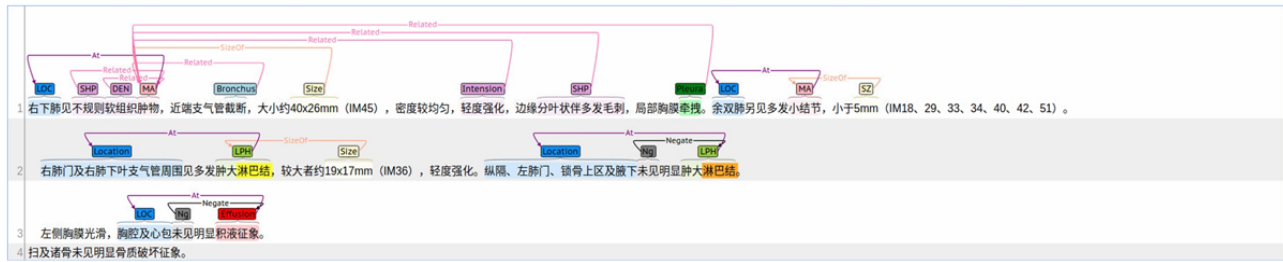 Related
Related
Related
At
SizeOf
Related
Related
Related
At
SizeOf
LOC SHP DEN MA Bronchus Size Intension SHP Pleura LOC MA SZ
1 右下肺见不规则软组织肿物，近端支气管截断，大小约40x26mm（IM45），密度较均匀，轻度强化，边缘分叶状伴多发毛刺，局部胸膜牵拽。余双肺另见多发小结节，小于5mm（IM18、29、33、34、40、42、51）。
At SizeOf At Negate
Location LPH Size Location Ng LPH
2 右肺门及右肺下叶支气管周围见多发肿大淋巴结，较大者约19x17mm（IM36），轻度强化。纵隔、左肺门、锁骨上区及腋下未见明显肿大淋巴结。
At
Negate
LOC Ng Effusion
3 左侧胸膜光滑，胸腔及心包未见明显积液征象。
4 扫及诸骨未见明显骨质破坏征象。